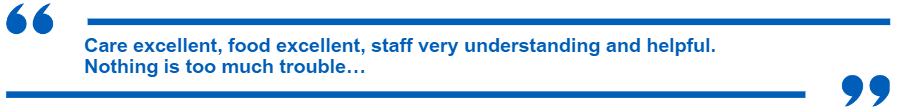 Care excellent, food excellent, staff very understanding and helpful.
Nothing is too much trouble…